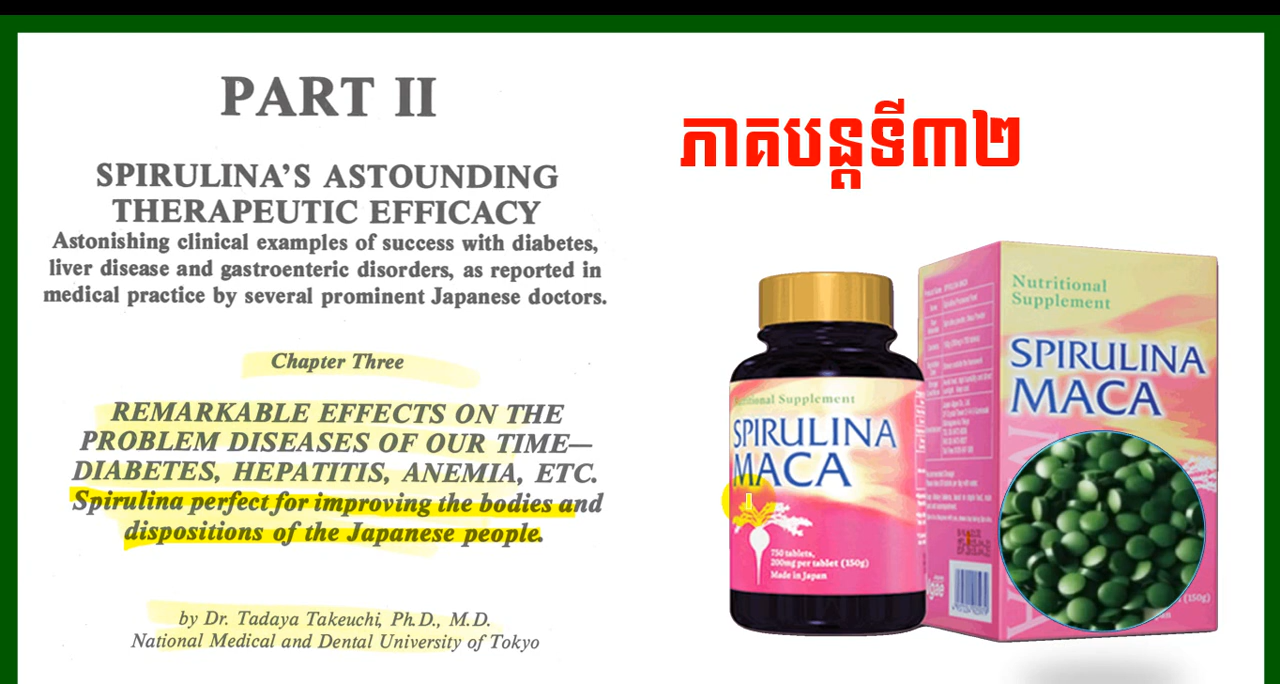 PART II
SPIRULINA'S ASTOUNDING
THERAPEUTIC EFFICACY
Astonishing clinical examples of success with diabetes,
liver disease and gastroenteric disorders, as reported in
medical practice by several prominent Japanese doctors.
Chapter Three
REMARKABLE EFFECTS ON THE
PROBLEM DISEASES OF OUR TIME—
DIABETES, HEPATITIS, ANEMIA, ETC.
Spirulina perfect for improving the bodies and
dispositions of the Japanese people.
by Dr. Tadaya Takeuchi, Ph.D., M.D.
National Medical and Dental University of Tokyo
ភាគបន្តទី៣២
Nutritional Supplement
SPIRULINA
MACA
750 tablets,
200mg per tablet (150g)
Made in Japan
Nutritional
Supplement
SPIRULINA
MACA
(150g)